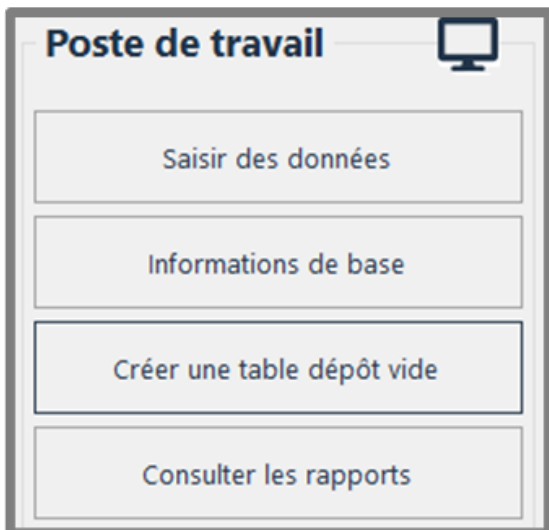 Poste de travail
Saisir des données
Informations de base
Créer une table dépôt vide
Consulter les rapports